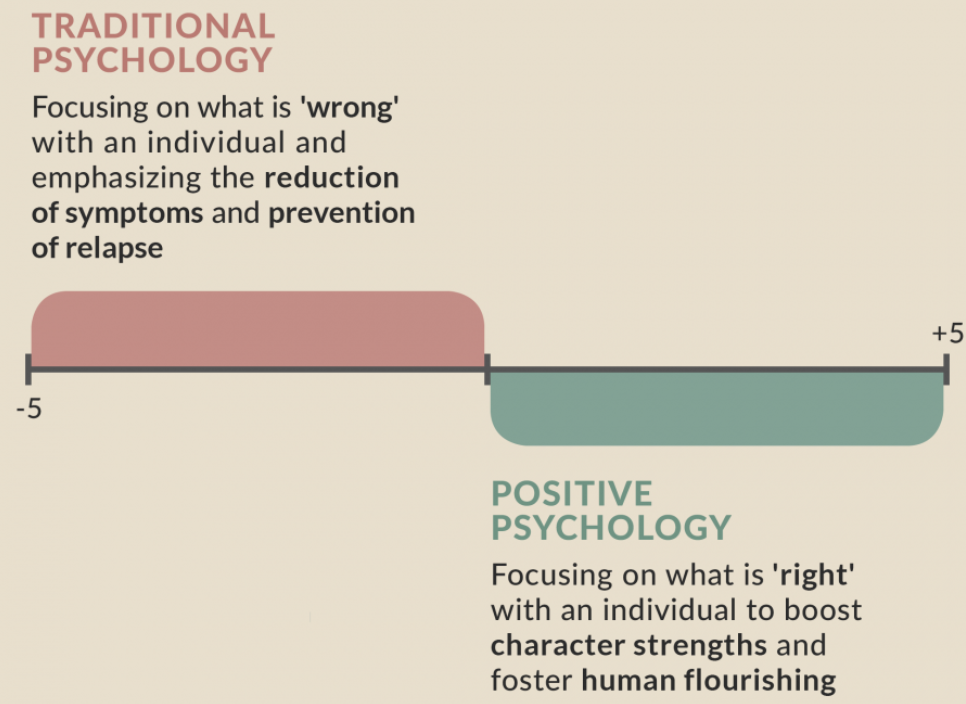 TRADITIONAL
PSYCHOLOGY
Focusing on what is 'wrong'
with an individual and
emphasizing the reduction
of symptoms and prevention
of relapse
+5
-5
POSITIVE
PSYCHOLOGY
Focusing on what is 'right'
with an individual to boost
character strengths and
foster human flourishing